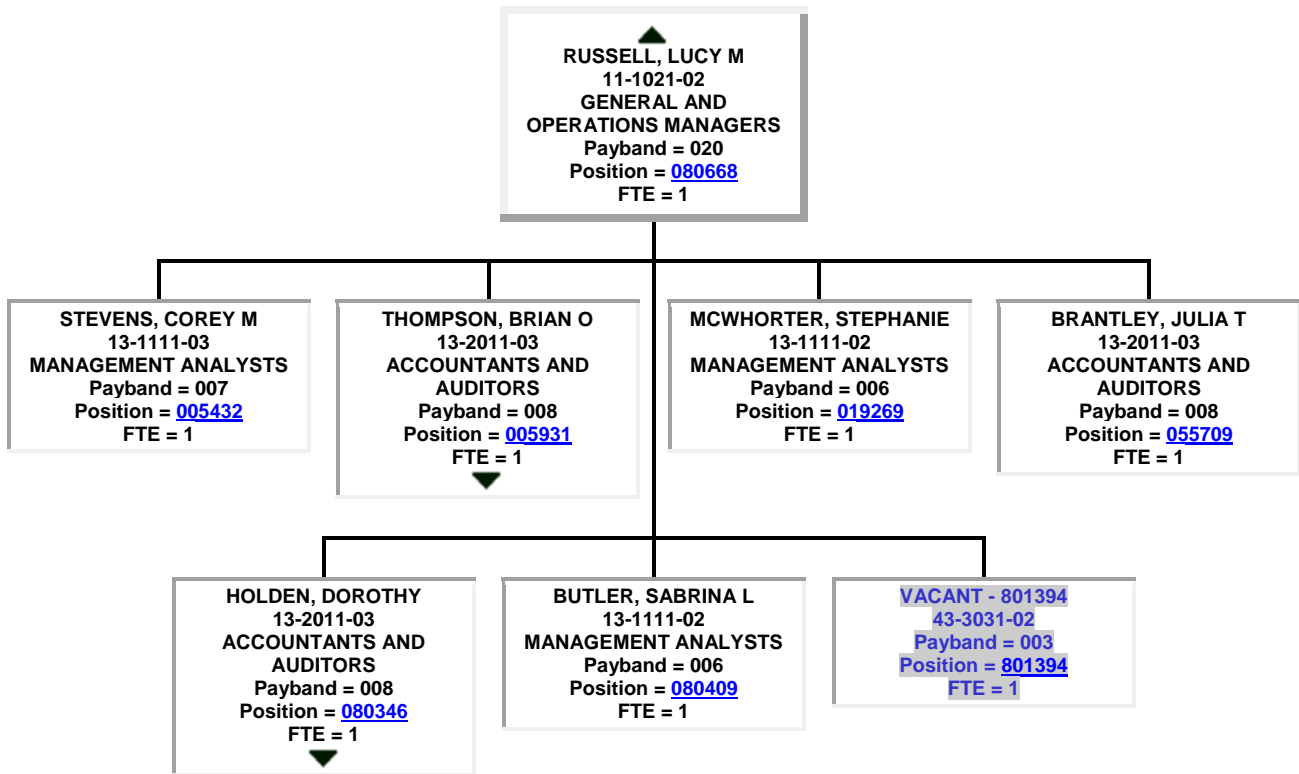 RUSSELL, LUCY M
11-1021-02
GENERAL AND
OPERATIONS MANAGERS
Payband = 020
Position = 080668
FTE = 1
STEVENS, COREY M
13-1111-03
MANAGEMENT ANALYSTS
Payband = 007
Position = 005432
FTE = 1
THOMPSON, BRIAN O
13-2011-03
ACCOUNTANTS AND
AUDITORS
Payband = 008
Position = 005931
FTE = 1
MCWHORTER, STEPHANIE
13-1111-02
MANAGEMENT ANALYSTS
Payband = 006
Position = 019269
FTE = 1
BRANTLEY, JULIA T
13-2011-03
ACCOUNTANTS AND
AUDITORS
Payband = 008
Position = 055709
FTE = 1
HOLDEN, DOROTHY
13-2011-03
ACCOUNTANTS AND
AUDITORS
Payband = 008
Position = 080346
FTE = 1
BUTLER, SABRINA L
13-1111-02
MANAGEMENT ANALYSTS
Payband = 006
Position = 080409
FTE = 1
VACANT - 801394
43-3031-02
Payband = 003
Position = 801394
FTE = 1